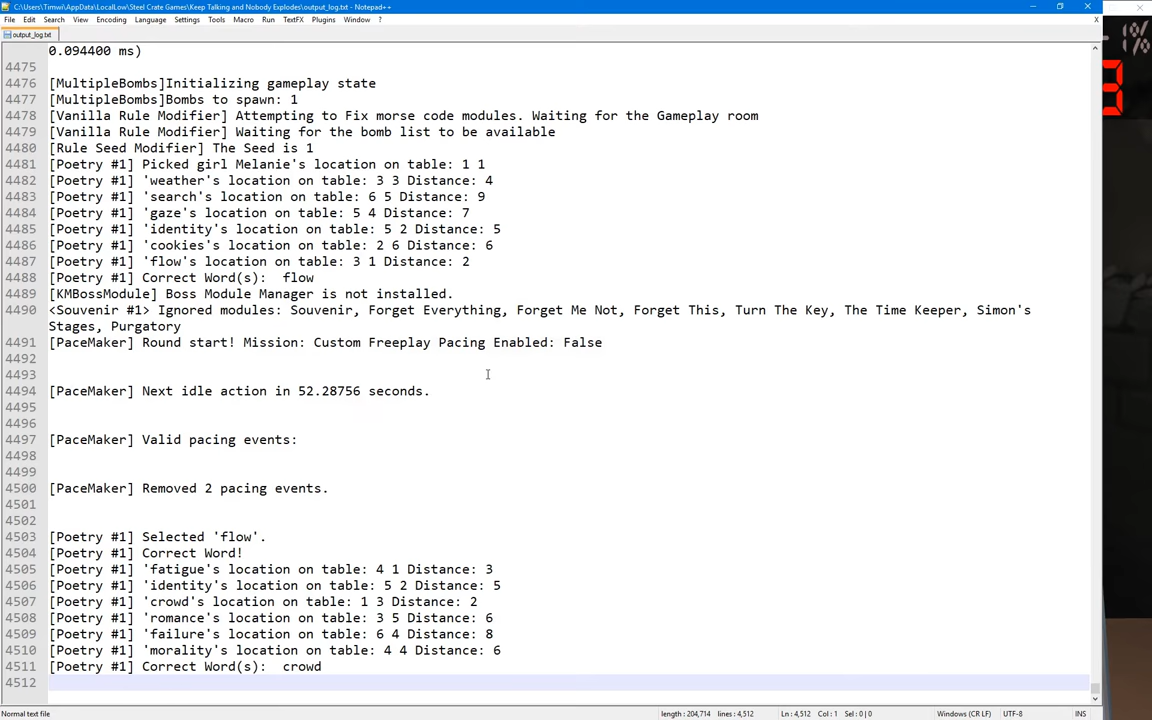 C:\Users\Timwi\AppData\LocalLow\Steel Crate Games\Keep Talking and Nobody Explodes\output_log.txt - Notepad++
File Edit Search View Encoding Language Settings Tools Macro Run TextFX Plugins Window ?
output_log.txt
0.094400 ms)
4475
4476 [MultipleBombs]Initializing gameplay state
4477 [MultipleBombs]Bombs to spawn: 1
4478 [Vanilla Rule Modifier] Attempting to Fix morse code modules. Waiting for the Gameplay room
4479 [Vanilla Rule Modifier] Waiting for the bomb list to be available
4480 [Rule Seed Modifier] The Seed is 1
4481 [Poetry #1] Picked girl Melanie's location on table: 1 1
4482 [Poetry #1] 'weather's location on table: 3 3 Distance: 4
4483 [Poetry #1] 'search's location on table: 6 5 Distance: 9
4484 [Poetry #1] 'gaze's location on table: 5 4 Distance: 7
4485 [Poetry #1] 'identity's location on table: 5 2 Distance: 5
4486 [Poetry #1] 'cookies's location on table: 2 6 Distance: 6
4487 [Poetry #1] 'flow's location on table: 3 1 Distance: 2
4488 [Poetry #1] Correct Word(s):  flow
4489 [KMBossModule] Boss Module Manager is not installed.
4490 <Souvenir #1> Ignored modules: Souvenir, Forget Everything, Forget Me Not, Forget This, Turn The Key, The Time Keeper, Simon's
Stages, Purgatory
4491 [PaceMaker] Round start! Mission: Custom Freeplay Pacing Enabled: False
4492
4493
4494 [PaceMaker] Next idle action in 52.28756 seconds.
4495
4496
4497 [PaceMaker] Valid pacing events:
4498
4499
4500 [PaceMaker] Removed 2 pacing events.
4501
4502
4503 [Poetry #1] Selected 'flow'.
4504 [Poetry #1] Correct Word!
4505 [Poetry #1] 'fatigue's location on table: 4 1 Distance: 3
4506 [Poetry #1] 'identity's location on table: 5 2 Distance: 5
4507 [Poetry #1] 'crowd's location on table: 1 3 Distance: 2
4508 [Poetry #1] 'romance's location on table: 3 5 Distance: 6
4509 [Poetry #1] 'failure's location on table: 6 4 Distance: 8
4510 [Poetry #1] 'morality's location on table: 4 4 Distance: 6
4511 [Poetry #1] Correct Word(s):  crowd
4512
Normal text file length : 204,714 lines : 4,512 Ln : 4,512 Col : 1 Sel : 0 | 0 Windows (CR LF) UTF-8 INS
%
3